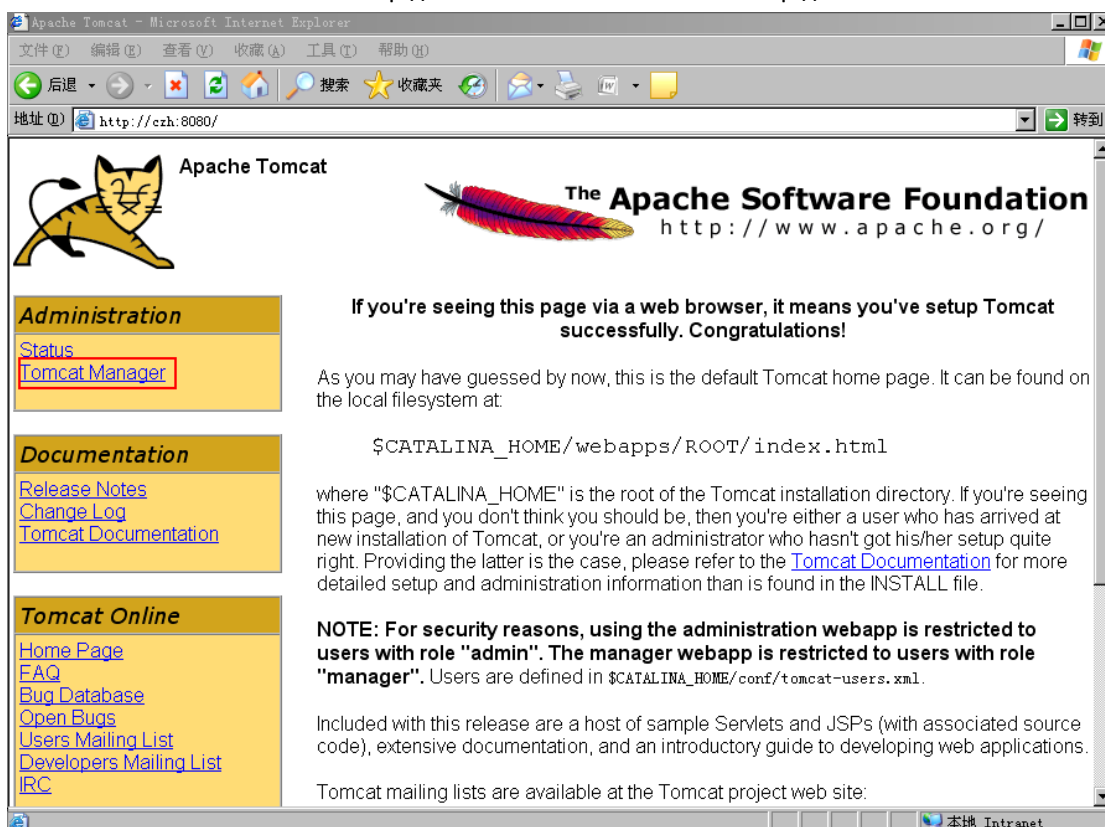 Apache Tomcat - Microsoft Internet Explorer
文件(F) 编辑(E) 查看(V) 收藏(A) 工具(T) 帮助(H)
后退 搜索 收藏夹
地址(D) http://czh:8080/ 转到
Apache Tomcat
The Apache Software Foundation
http://www.apache.org/
Administration
Status
Tomcat Manager
Documentation
Release Notes
Change Log
Tomcat Documentation
Tomcat Online
Home Page
FAQ
Bug Database
Open Bugs
Users Mailing List
Developers Mailing List
IRC
If you're seeing this page via a web browser, it means you've setup Tomcat
successfully. Congratulations!
As you may have guessed by now, this is the default Tomcat home page. It can be found on
the local filesystem at:
$CATALINA_HOME/webapps/ROOT/index.html
where "$CATALINA_HOME" is the root of the Tomcat installation directory. If you're seeing
this page, and you don't think you should be, then you're either a user who has arrived at
new installation of Tomcat, or you're an administrator who hasn't got his/her setup quite
right. Providing the latter is the case, please refer to the Tomcat Documentation for more
detailed setup and administration information than is found in the INSTALL file.
NOTE: For security reasons, using the administration webapp is restricted to
users with role "admin". The manager webapp is restricted to users with role
"manager". Users are defined in $CATALINA_HOME/conf/tomcat-users.xml.
Included with this release are a host of sample Servlets and JSPs (with associated source
code), extensive documentation, and an introductory guide to developing web applications.
Tomcat mailing lists are available at the Tomcat project web site:
本地 Intranet